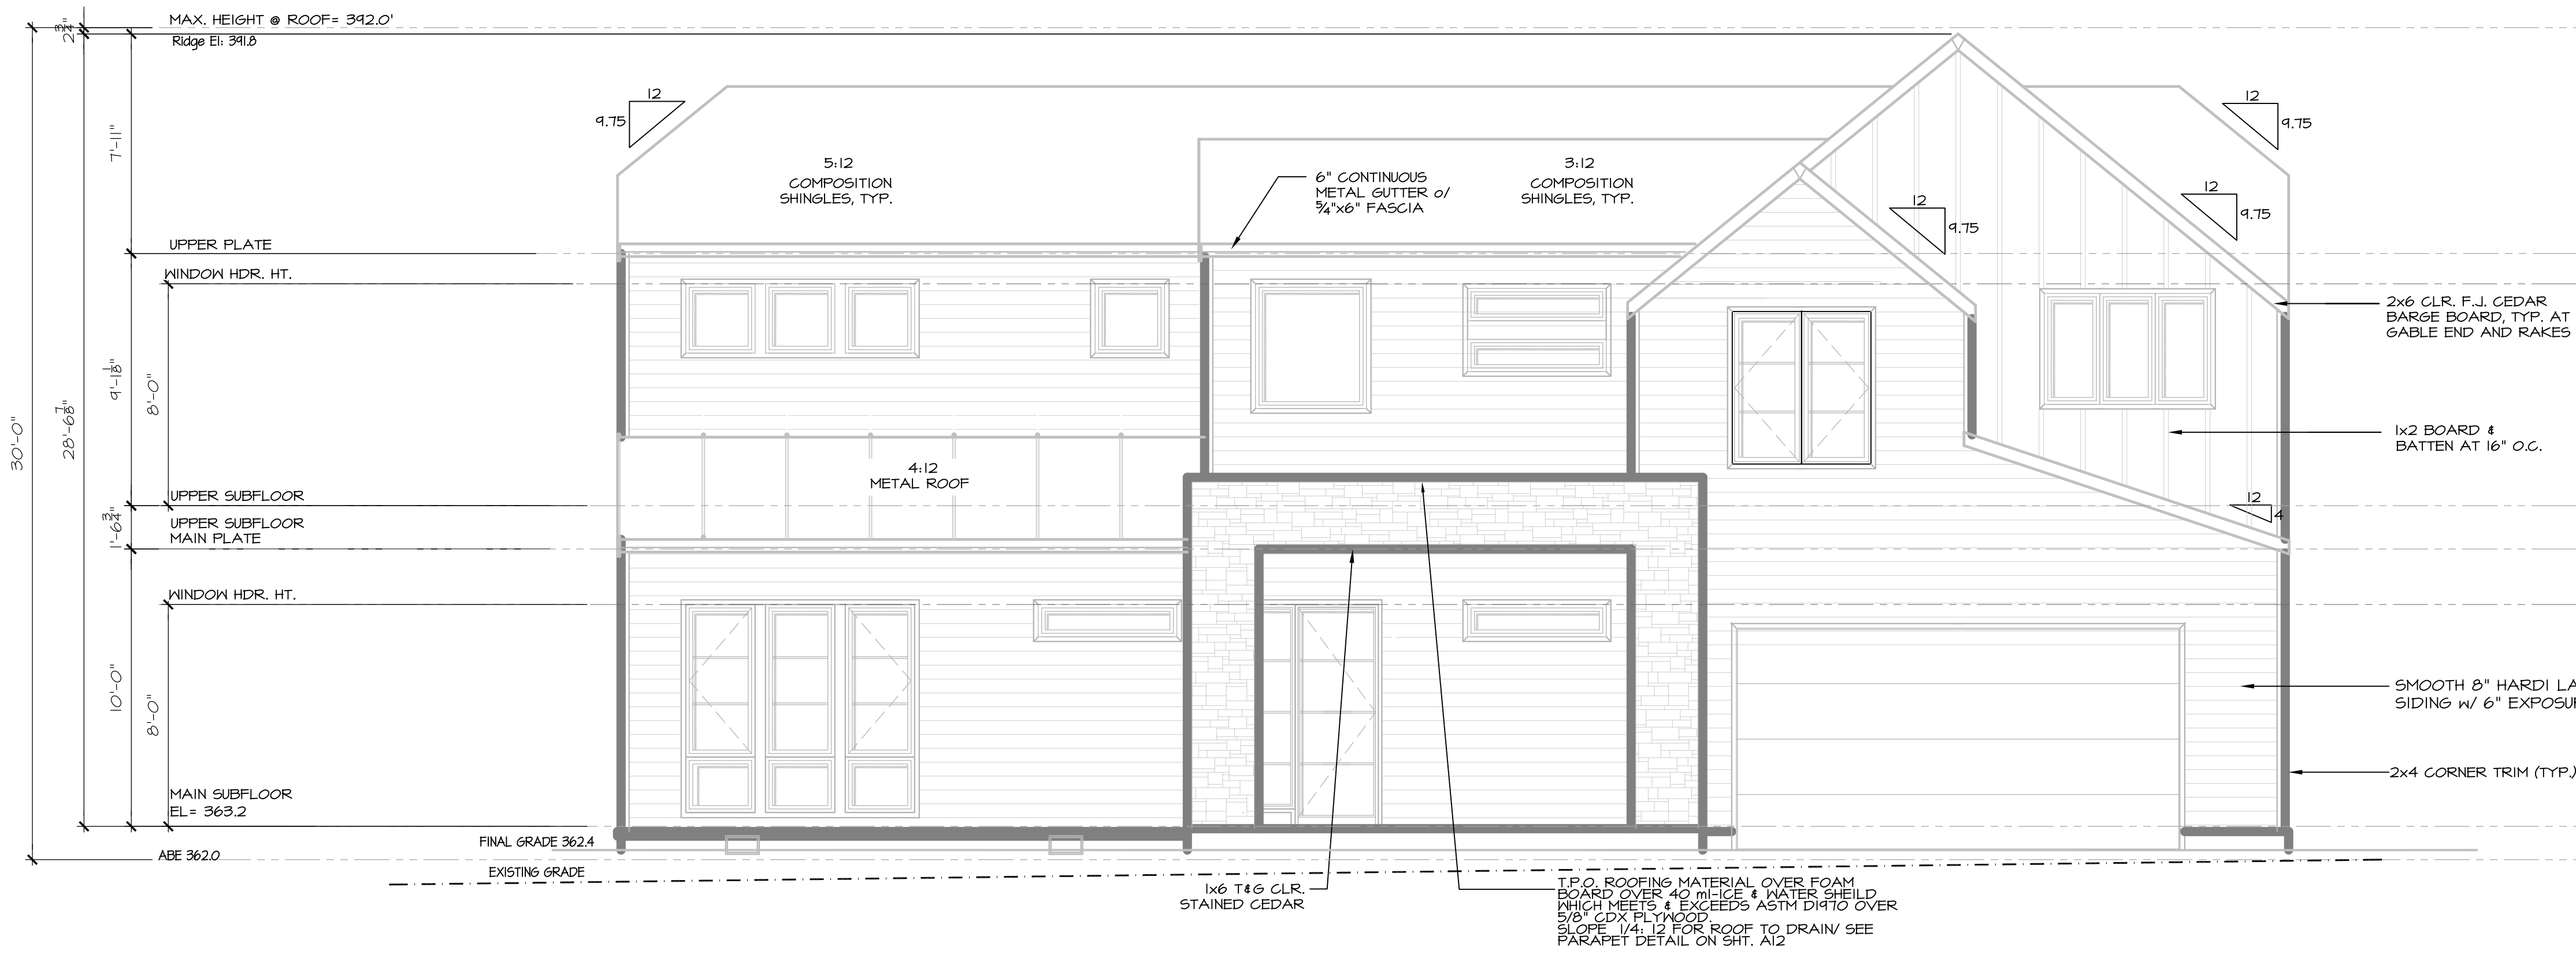 MAX. HEIGHT @ ROOF= 392.0'
Ridge El: 391.8
2 3/4"
7'-11"
30'-0"
28'-6 7/8"
9'-1 1/8"
8'-0"
1'-6 3/4"
10'-0"
8'-0"
UPPER PLATE
WINDOW HDR. HT.
UPPER SUBFLOOR
UPPER SUBFLOOR
MAIN PLATE
WINDOW HDR. HT.
MAIN SUBFLOOR
EL= 363.2
FINAL GRADE 362.4
ABE 362.0
EXISTING GRADE
12
9.75
5:12
COMPOSITION
SHINGLES, TYP.
6" CONTINUOUS
METAL GUTTER o/
5/4"x6" FASCIA
3:12
COMPOSITION
SHINGLES, TYP.
12
9.75
12
9.75
12
9.75
2x6 CLR. F.J. CEDAR
BARGE BOARD, TYP. AT
GABLE END AND RAKES
1x2 BOARD &
BATTEN AT 16" O.C.
4:12
METAL ROOF
12
4
SMOOTH 8" HARDI LA
SIDING w/ 6" EXPOSUR
2x4 CORNER TRIM (TYP.)
1x6 T&G CLR.
STAINED CEDAR
T.P.O. ROOFING MATERIAL OVER FOAM
BOARD OVER 40 ml-ICE & WATER SHEILD
WHICH MEETS & EXCEEDS ASTM D1970 OVER
5/8" CDX PLYWOOD.
SLOPE 1/4: 12 FOR ROOF TO DRAIN/ SEE
PARAPET DETAIL ON SHT. A12